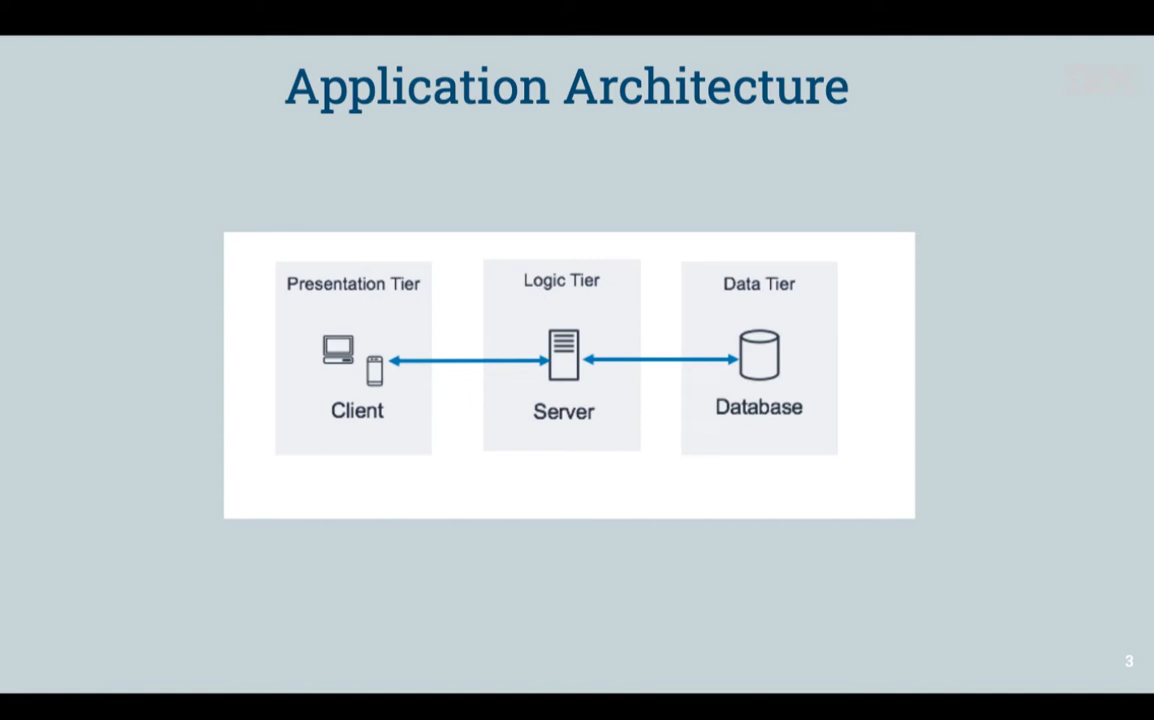 Application Architecture
Presentation Tier
Logic Tier
Data Tier
Client
Server
Database
3